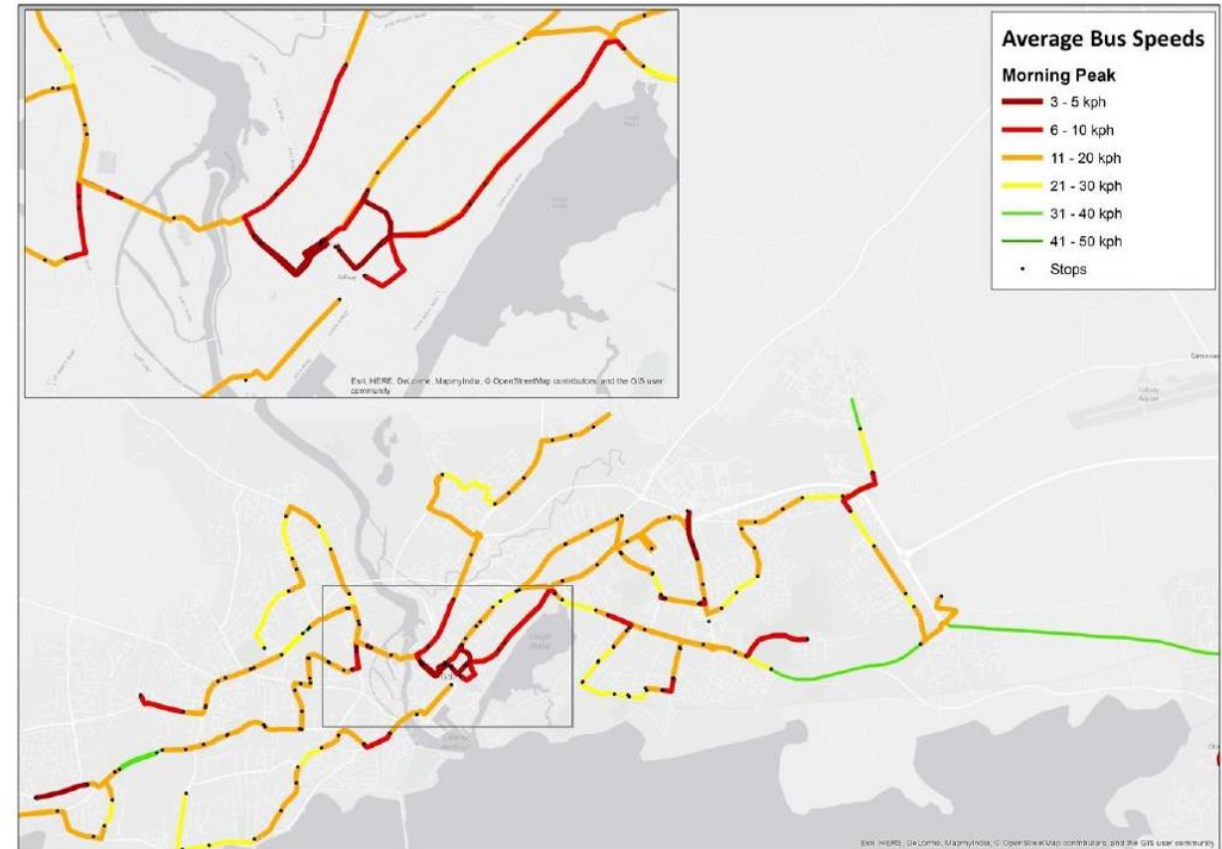 Average Bus Speeds
Morning Peak
3 - 5 kph
6 - 10 kph
11 - 20 kph
21 - 30 kph
31 - 40 kph
41 - 50 kph
Stops
Esri, HERE, DeLorme, MapmyIndia, © OpenStreetMap contributors, and the GIS user
community
Esri, HERE, DeLorme, MapmyIndia, © OpenStreetMap contributors, and the GIS user community